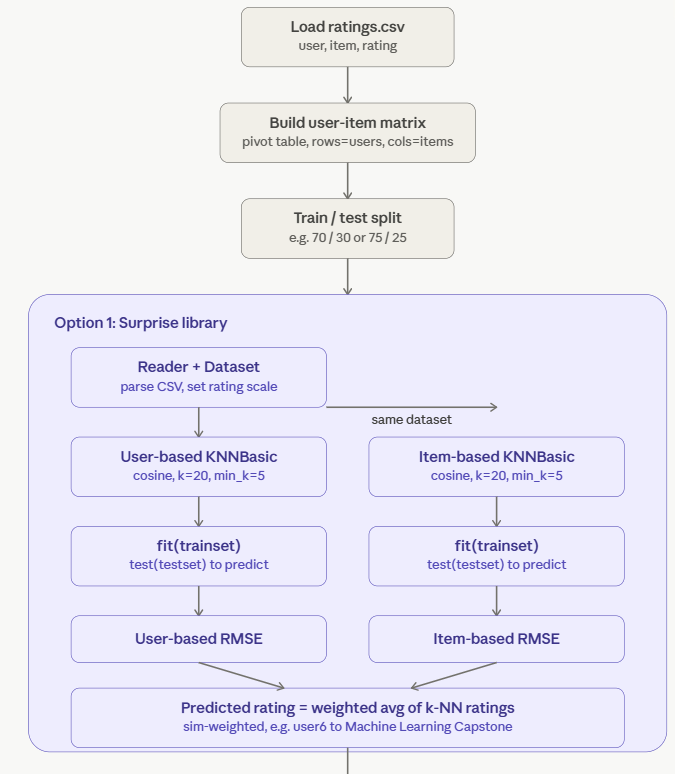 Load ratings.csv
user, item, rating
Build user-item matrix
pivot table, rows=users, cols=items
Train / test split
e.g. 70 / 30 or 75 / 25
Option 1: Surprise library
Reader + Dataset
parse CSV, set rating scale
same dataset
User-based KNNBasic
cosine, k=20, min_k=5
Item-based KNNBasic
cosine, k=20, min_k=5
fit(trainset)
test(testset) to predict
fit(trainset)
test(testset) to predict
User-based RMSE
Item-based RMSE
Predicted rating = weighted avg of k-NN ratings
sim-weighted, e.g. user6 to Machine Learning Capstone